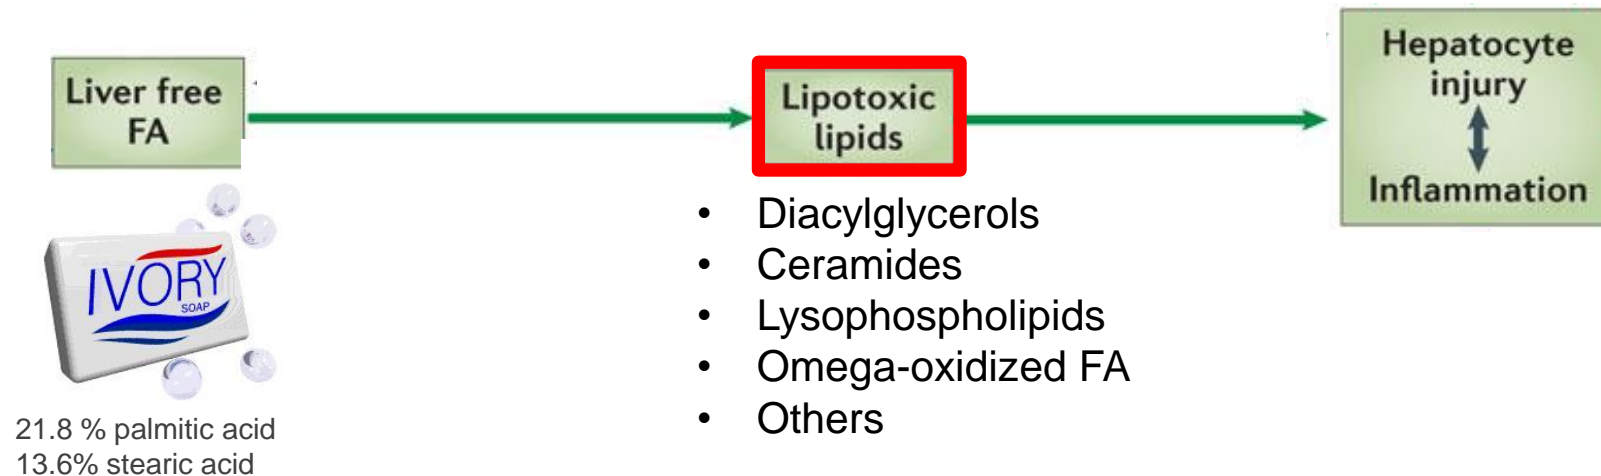 Liver free
FA
Lipotoxic
lipids
Hepatocyte
injury
Inflammation
• Diacylglycerols
• Ceramides
• Lysophospholipids
• Omega-oxidized FA
• Others
IVORY
SOAP
21.8 % palmitic acid
13.6% stearic acid